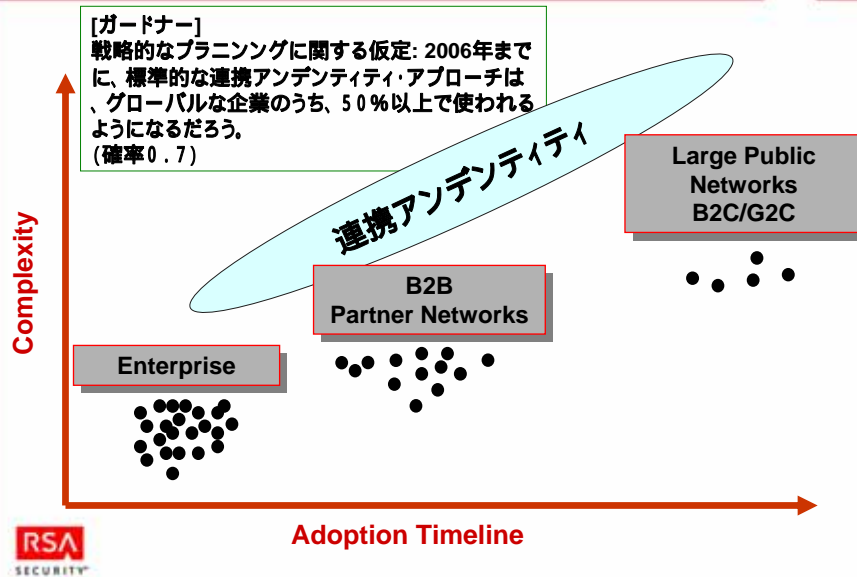 [ガードナー]
戦略的なプラニンングに関する仮定: 2006年まで
に、標準的な連携アンデンティティ・アプローチは
、グローバルな企業のうち、50%以上で使われる
ようになるだろう。
(確率0.7)
連携アンデンティティ
Large Public
Networks
B2C/G2C
B2B
Partner Networks
Enterprise
Complexity
Adoption Timeline
RSA
SECURITY™